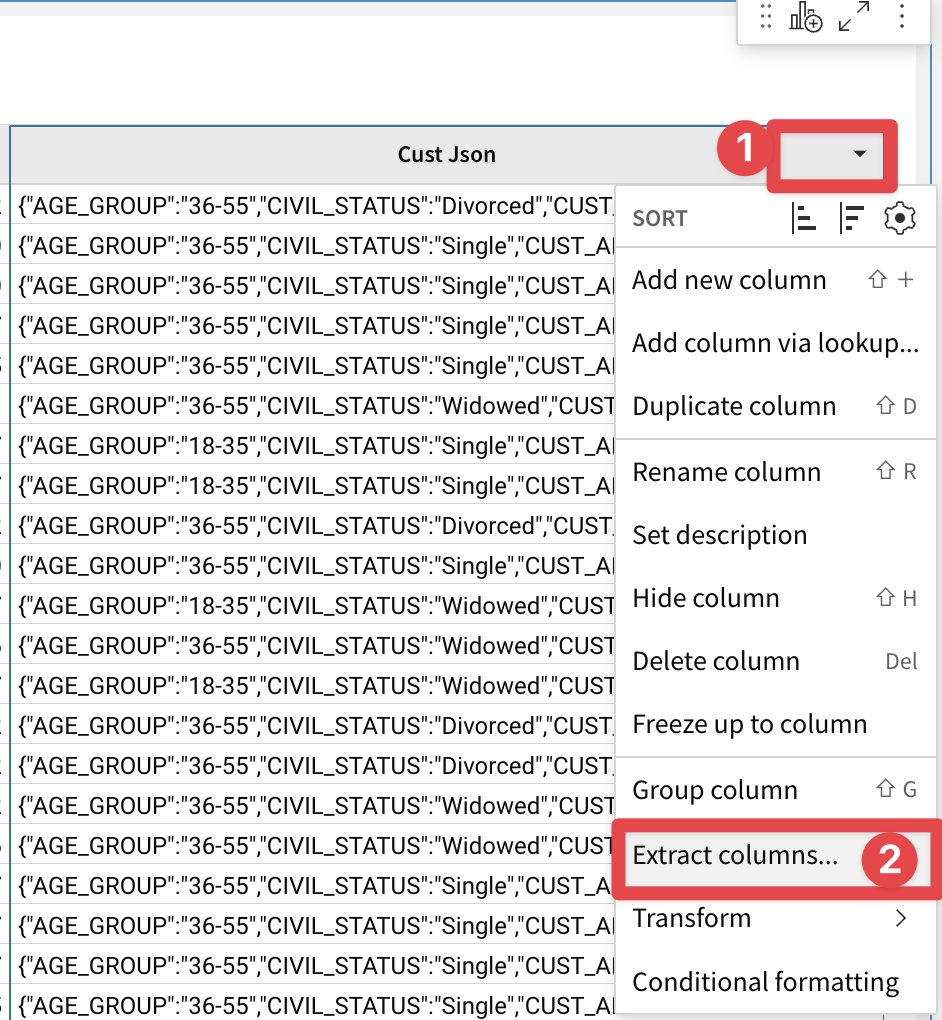 Cust Json
1
{"AGE_GROUP":"36-55","CIVIL_STATUS":"Divorced","CUST_
{"AGE_GROUP":"36-55","CIVIL_STATUS":"Single","CUST_A
{"AGE_GROUP":"36-55","CIVIL_STATUS":"Single","CUST_A
{"AGE_GROUP":"36-55","CIVIL_STATUS":"Single","CUST_A
{"AGE_GROUP":"36-55","CIVIL_STATUS":"Single","CUST_A
{"AGE_GROUP":"36-55","CIVIL_STATUS":"Widowed","CUST
{"AGE_GROUP":"18-35","CIVIL_STATUS":"Single","CUST_A
{"AGE_GROUP":"18-35","CIVIL_STATUS":"Single","CUST_A
{"AGE_GROUP":"36-55","CIVIL_STATUS":"Divorced","CUST_
{"AGE_GROUP":"36-55","CIVIL_STATUS":"Single","CUST_A
{"AGE_GROUP":"18-35","CIVIL_STATUS":"Widowed","CUST
{"AGE_GROUP":"36-55","CIVIL_STATUS":"Widowed","CUST
{"AGE_GROUP":"18-35","CIVIL_STATUS":"Widowed","CUST
{"AGE_GROUP":"36-55","CIVIL_STATUS":"Divorced","CUST_
{"AGE_GROUP":"36-55","CIVIL_STATUS":"Divorced","CUST_
{"AGE_GROUP":"36-55","CIVIL_STATUS":"Widowed","CUST
{"AGE_GROUP":"36-55","CIVIL_STATUS":"Widowed","CUST
{"AGE_GROUP":"36-55","CIVIL_STATUS":"Single","CUST_A
{"AGE_GROUP":"36-55","CIVIL_STATUS":"Single","CUST_A
{"AGE_GROUP":"36-55","CIVIL_STATUS":"Single","CUST_A
{"AGE_GROUP":"36-55","CIVIL_STATUS":"Single","CUST_A
SORT
Add new column ⇧ +
Add column via lookup...
Duplicate column ⇧ D
Rename column ⇧ R
Set description
Hide column ⇧ H
Delete column Del
Freeze up to column
Group column ⇧ G
Extract columns... 2
Transform
Conditional formatting